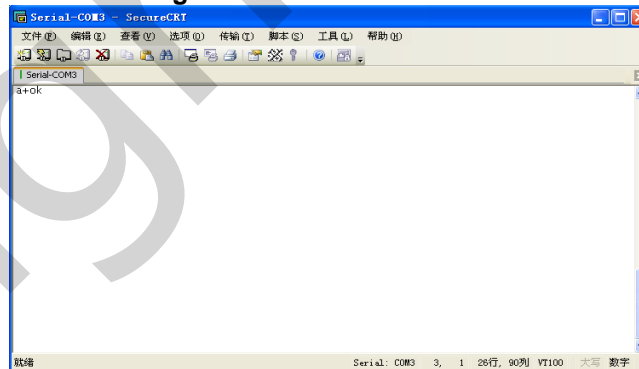 Serial-COM3 - SecureCRT
文件(F) 编辑(E) 查看(V) 选项(O) 传输(T) 脚本(S) 工具(L) 帮助(H)
Serial-COM3
a+ok
就绪 Serial: COM3 3, 1 26行, 90列 VT100 大写 数字